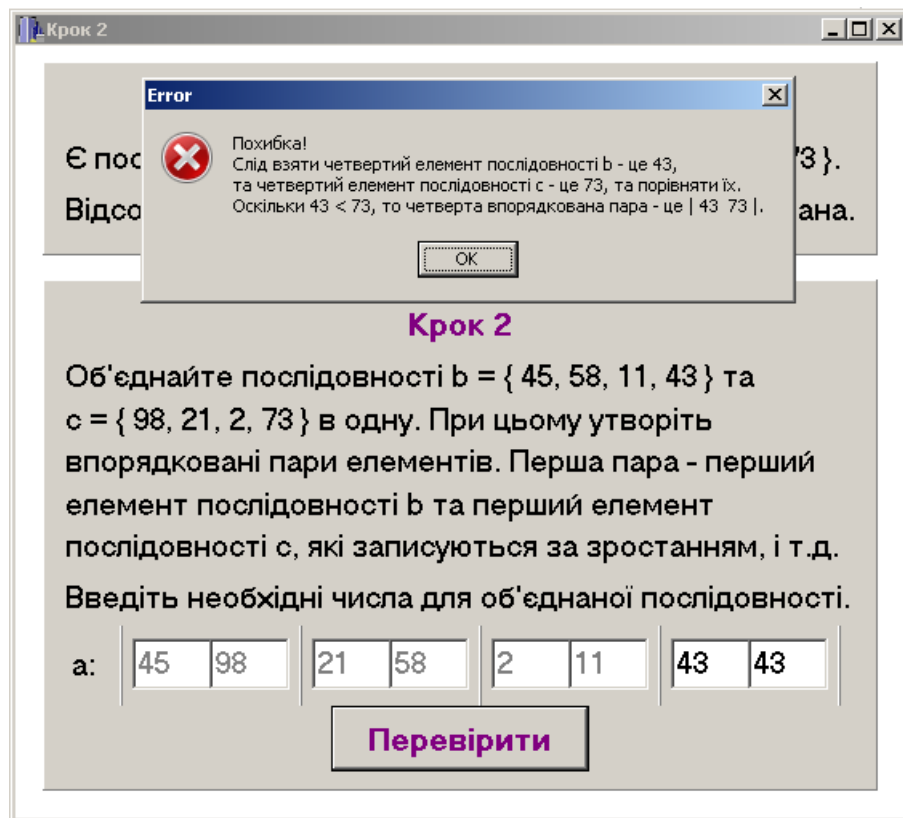 Крок 2
Error
Похибка!
Слід взяти четвертий елемент послідовності b - це 43,
та четвертий елемент послідовності c - це 73, та порівняти їх.
Оскільки 43 < 73, то четверта впорядкована пара - це | 43 73 |.
OK
Є
73 }.
Крок 2
Об'єднайте послідовності b = { 45, 58, 11, 43 } та
c = { 98, 21, 2, 73 } в одну. При цьому утворіть
впорядковані пари елементів. Перша пара - перший
елемент послідовності b та перший елемент
послідовності c, які записуються за зростанням, і т.д.
Введіть необхідні числа для об'єднаної послідовності.
a: 45 98 21 58 2 11 43 43
Перевірити